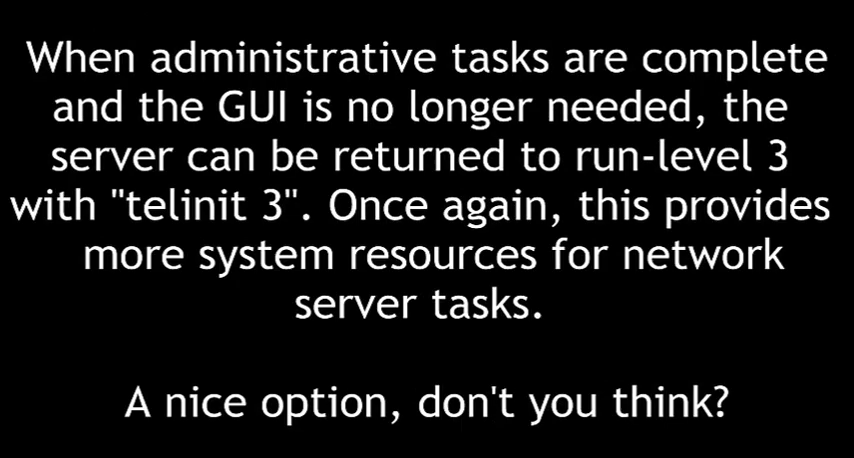 When administrative tasks are complete
and the GUI is no longer needed, the
server can be returned to run-level 3
with "telinit 3". Once again, this provides
more system resources for network
server tasks.
A nice option, don't you think?